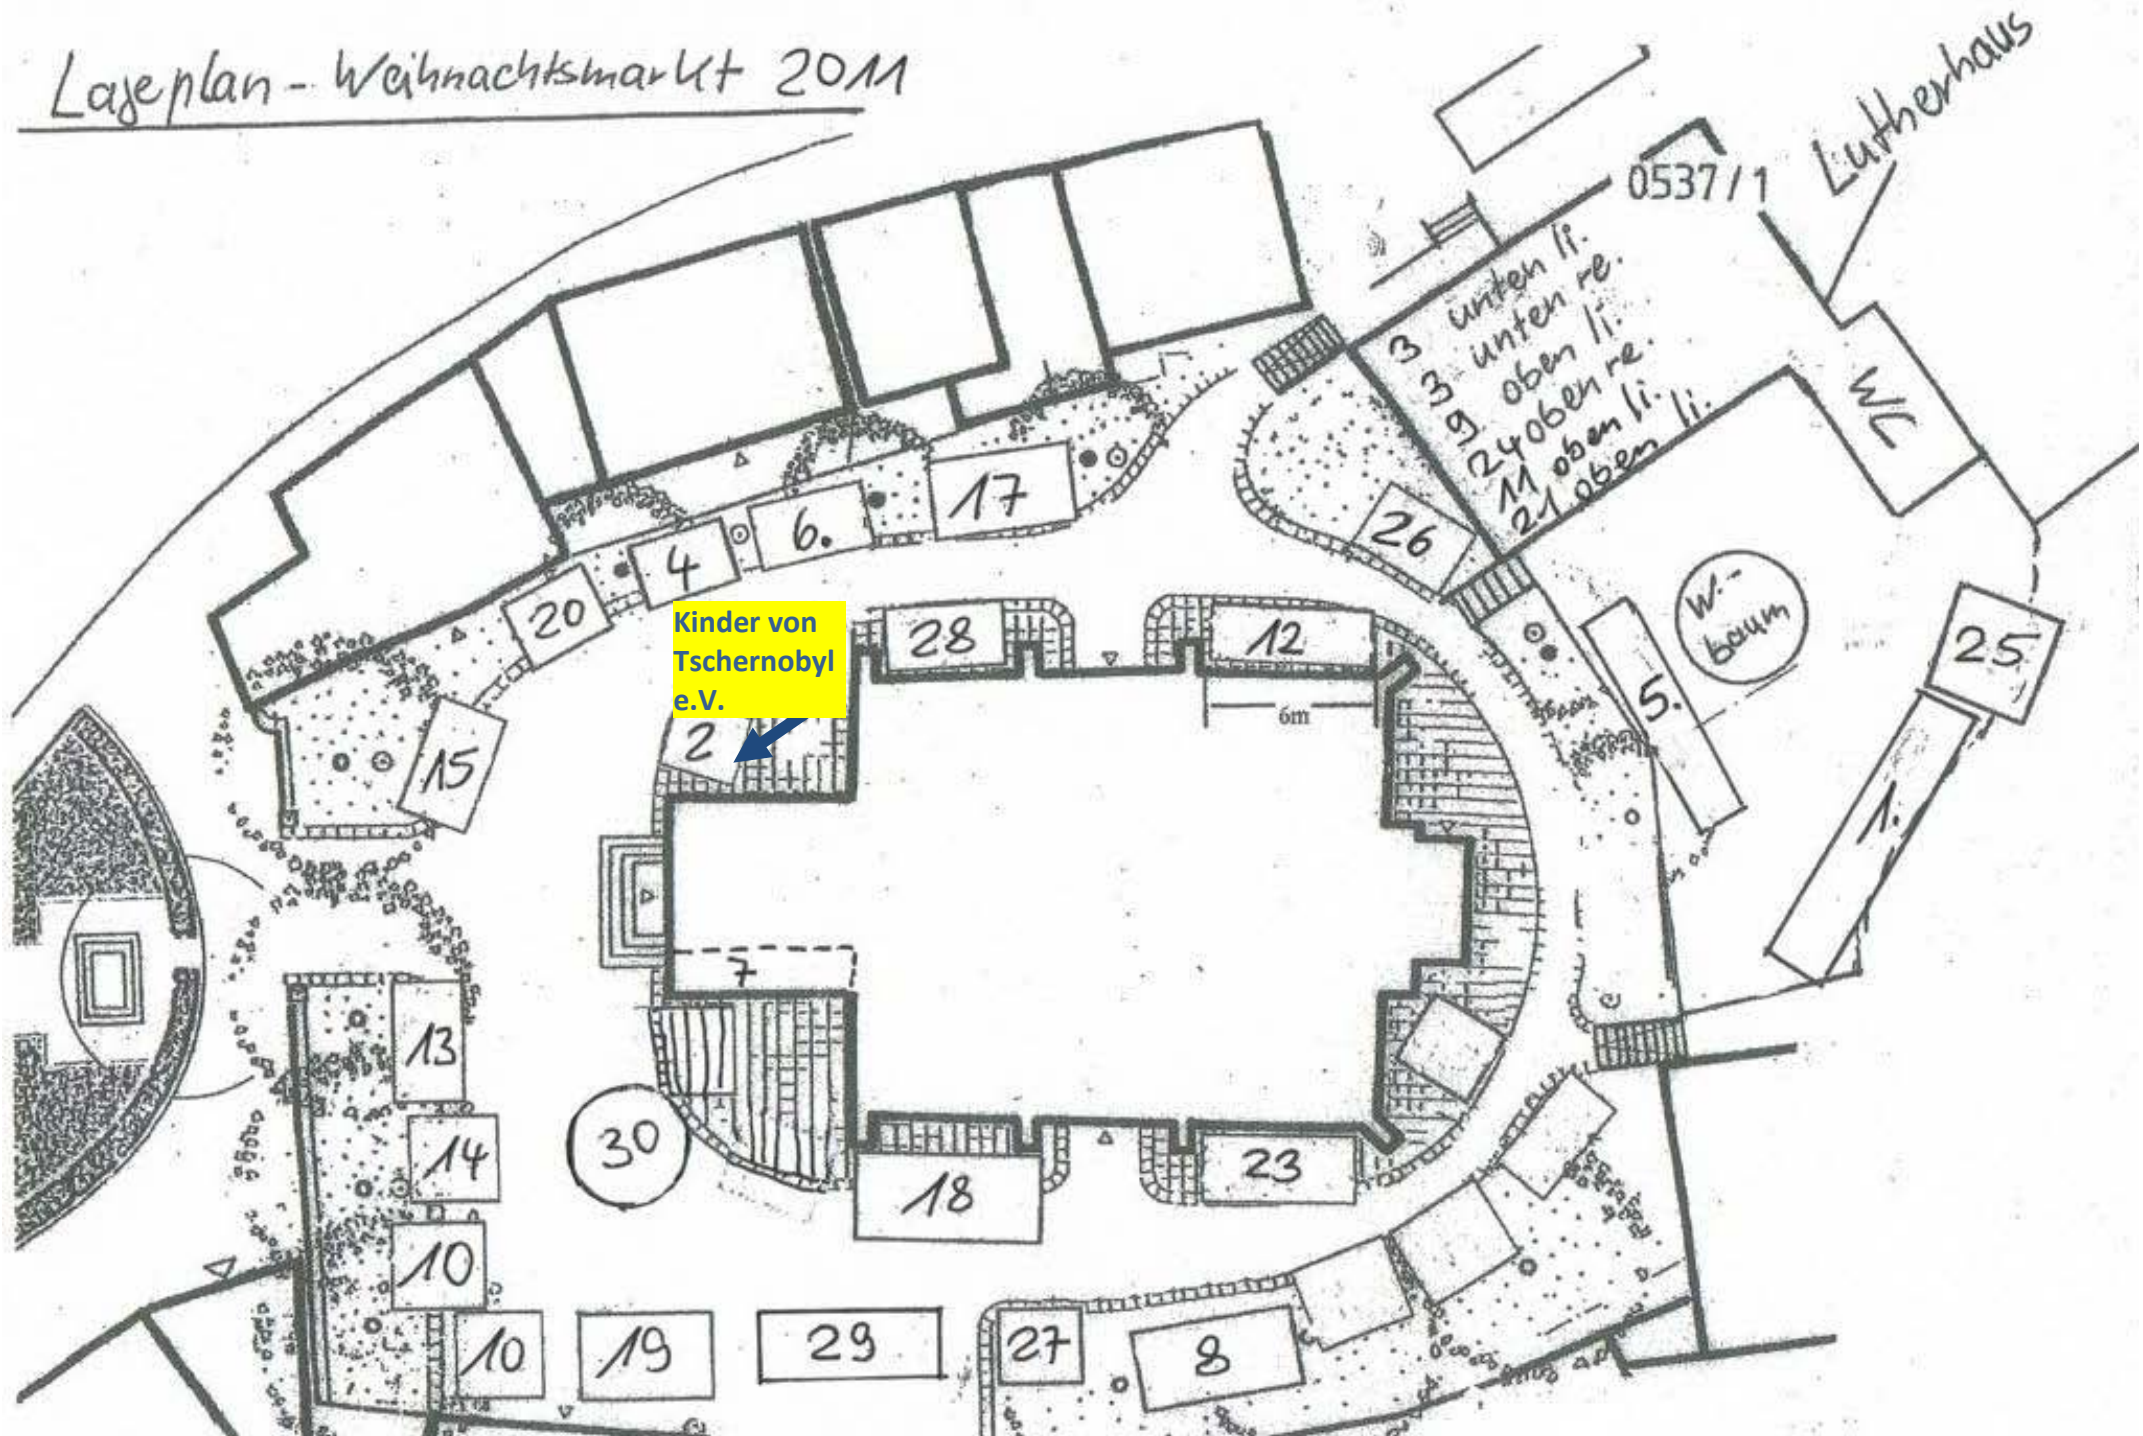 Lageplan - Weihnachtsmarkt 2011
Lutherhaus
0537/1
3 unten li.
3 unten re.
9 oben li.
24 oben re.
11 oben li.
21 oben li.
WC
17
6.
4
26
20
Kinder von
Tschernobyl
e.V.
28
12
W.-
baum
25
5.
6m
2
15
1.
7
13
30
14
18
23
10
10
19
29
27
8